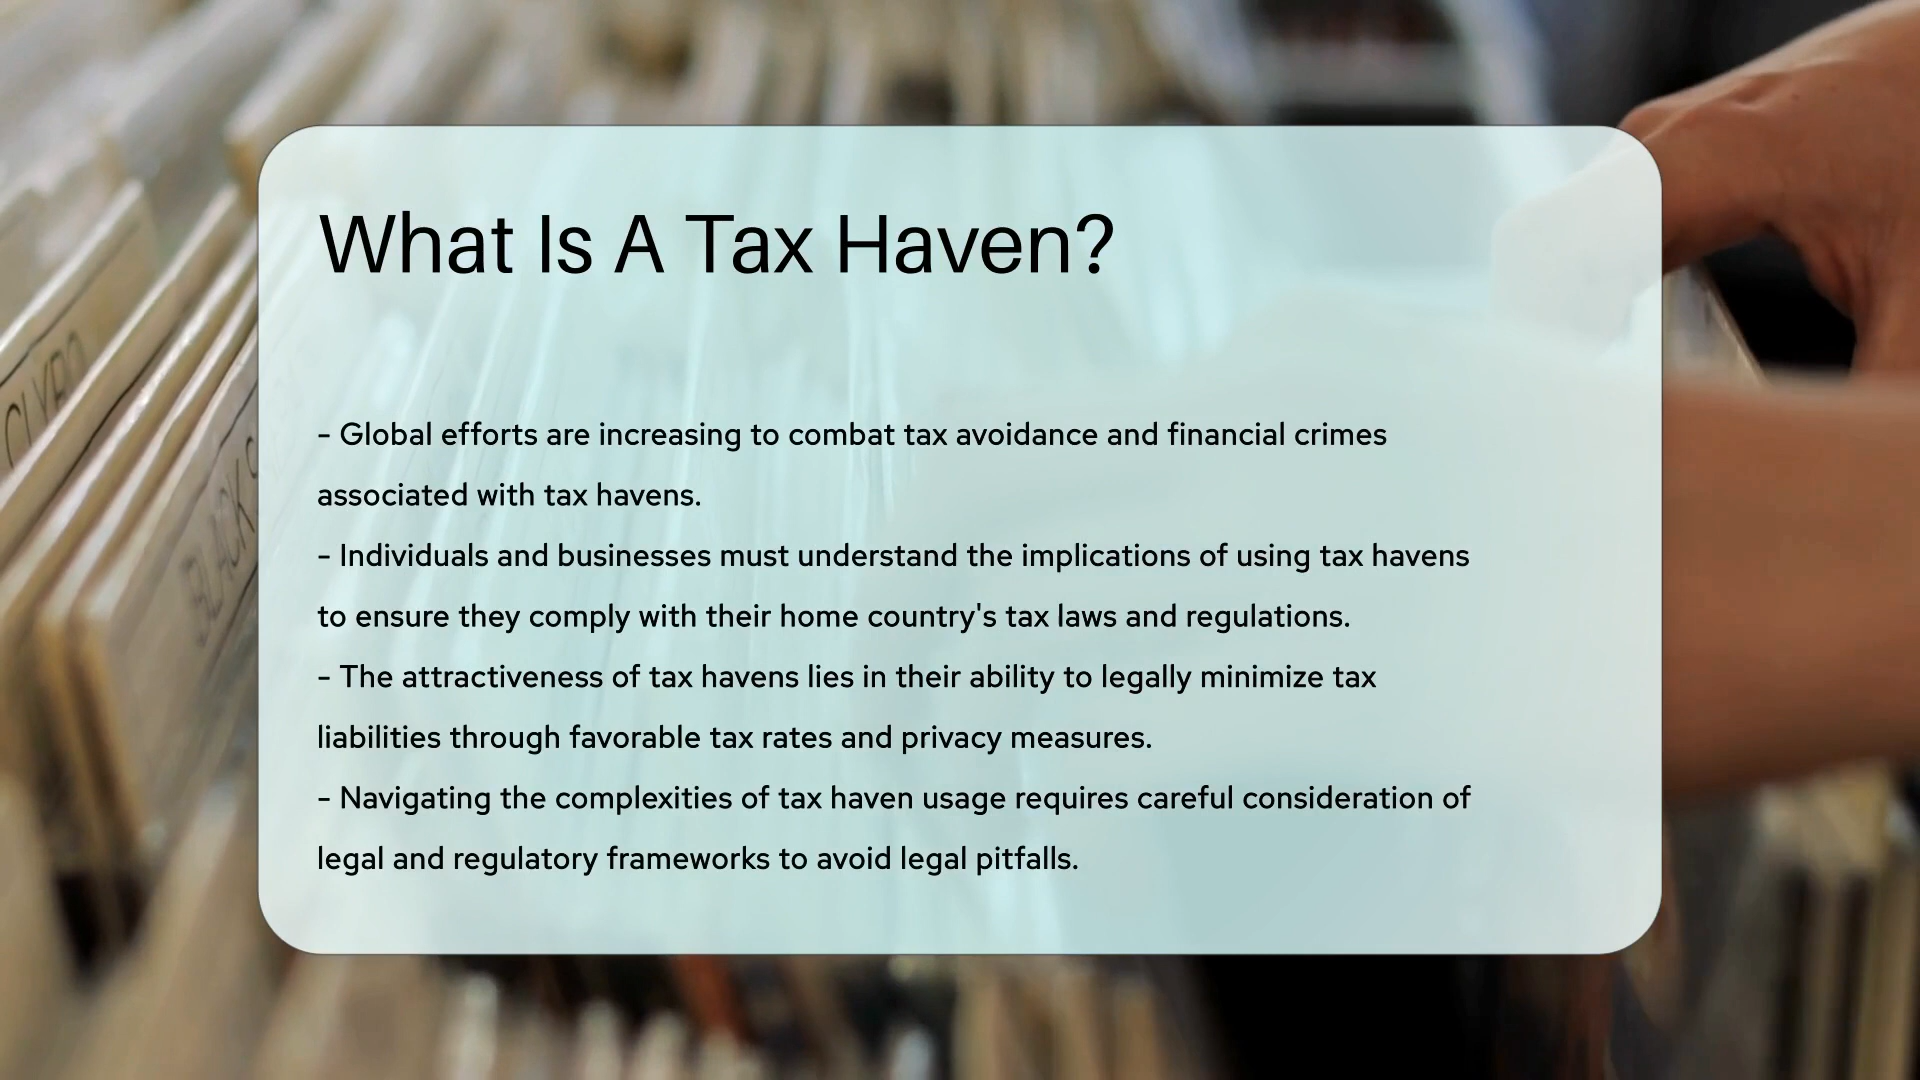 What Is A Tax Haven?
- Global efforts are increasing to combat tax avoidance and financial crimes
associated with tax havens.
- Individuals and businesses must understand the implications of using tax havens
to ensure they comply with their home country's tax laws and regulations.
- The attractiveness of tax havens lies in their ability to legally minimize tax
liabilities through favorable tax rates and privacy measures.
- Navigating the complexities of tax haven usage requires careful consideration of
legal and regulatory frameworks to avoid legal pitfalls.
BLACK